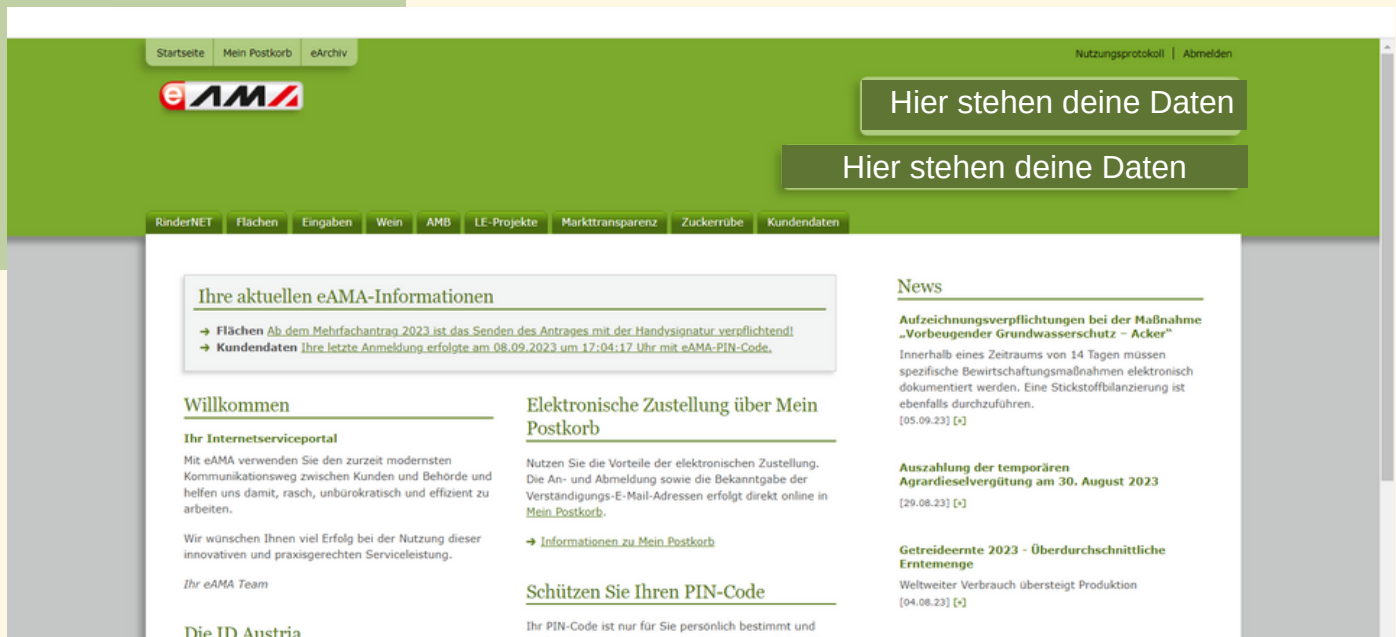 Startseite Mein Postkorb eArchiv
Nutzungsprotokoll | Abmelden
eAMA
Hier stehen deine Daten
Hier stehen deine Daten
RinderNET Flächen Eingaben Wein AMB LE-Projekte Markttransparenz Zuckerrübe Kundendaten
Ihre aktuellen eAMA-Informationen
→ Flächen Ab dem Mehrfachantrag 2023 ist das Senden des Antrages mit der Handysignatur verpflichtend!
→ Kundendaten Ihre letzte Anmeldung erfolgte am 08.09.2023 um 17:04:17 Uhr mit eAMA-PIN-Code.
Willkommen
Ihr Internetserviceportal
Mit eAMA verwenden Sie den zurzeit modernsten
Kommunikationsweg zwischen Kunden und Behörde und
helfen uns damit, rasch, unbürokratisch und effizient zu
arbeiten.
Wir wünschen Ihnen viel Erfolg bei der Nutzung dieser
innovativen und praxisgerechten Serviceleistung.
Ihr eAMA Team
Die ID Austria
Elektronische Zustellung über Mein
Postkorb
Nutzen Sie die Vorteile der elektronischen Zustellung.
Die An- und Abmeldung sowie die Bekanntgabe der
Verständigungs-E-Mail-Adressen erfolgt direkt online in
Mein Postkorb.
→ Informationen zu Mein Postkorb
Schützen Sie Ihren PIN-Code
Ihr PIN-Code ist nur für Sie persönlich bestimmt und
News
Aufzeichnungsverpflichtungen bei der Maßnahme
„Vorbeugender Grundwasserschutz – Acker"
Innerhalb eines Zeitraums von 14 Tagen müssen
spezifische Bewirtschaftungsmaßnahmen elektronisch
dokumentiert werden. Eine Stickstoffbilanzierung ist
ebenfalls durchzuführen.
[05.09.23] [+]
Auszahlung der temporären
Agrardieselvergütung am 30. August 2023
[29.08.23] [+]
Getreideernte 2023 - Überdurchschnittliche
Erntemenge
Weltweiter Verbrauch übersteigt Produktion
[04.08.23] [+]